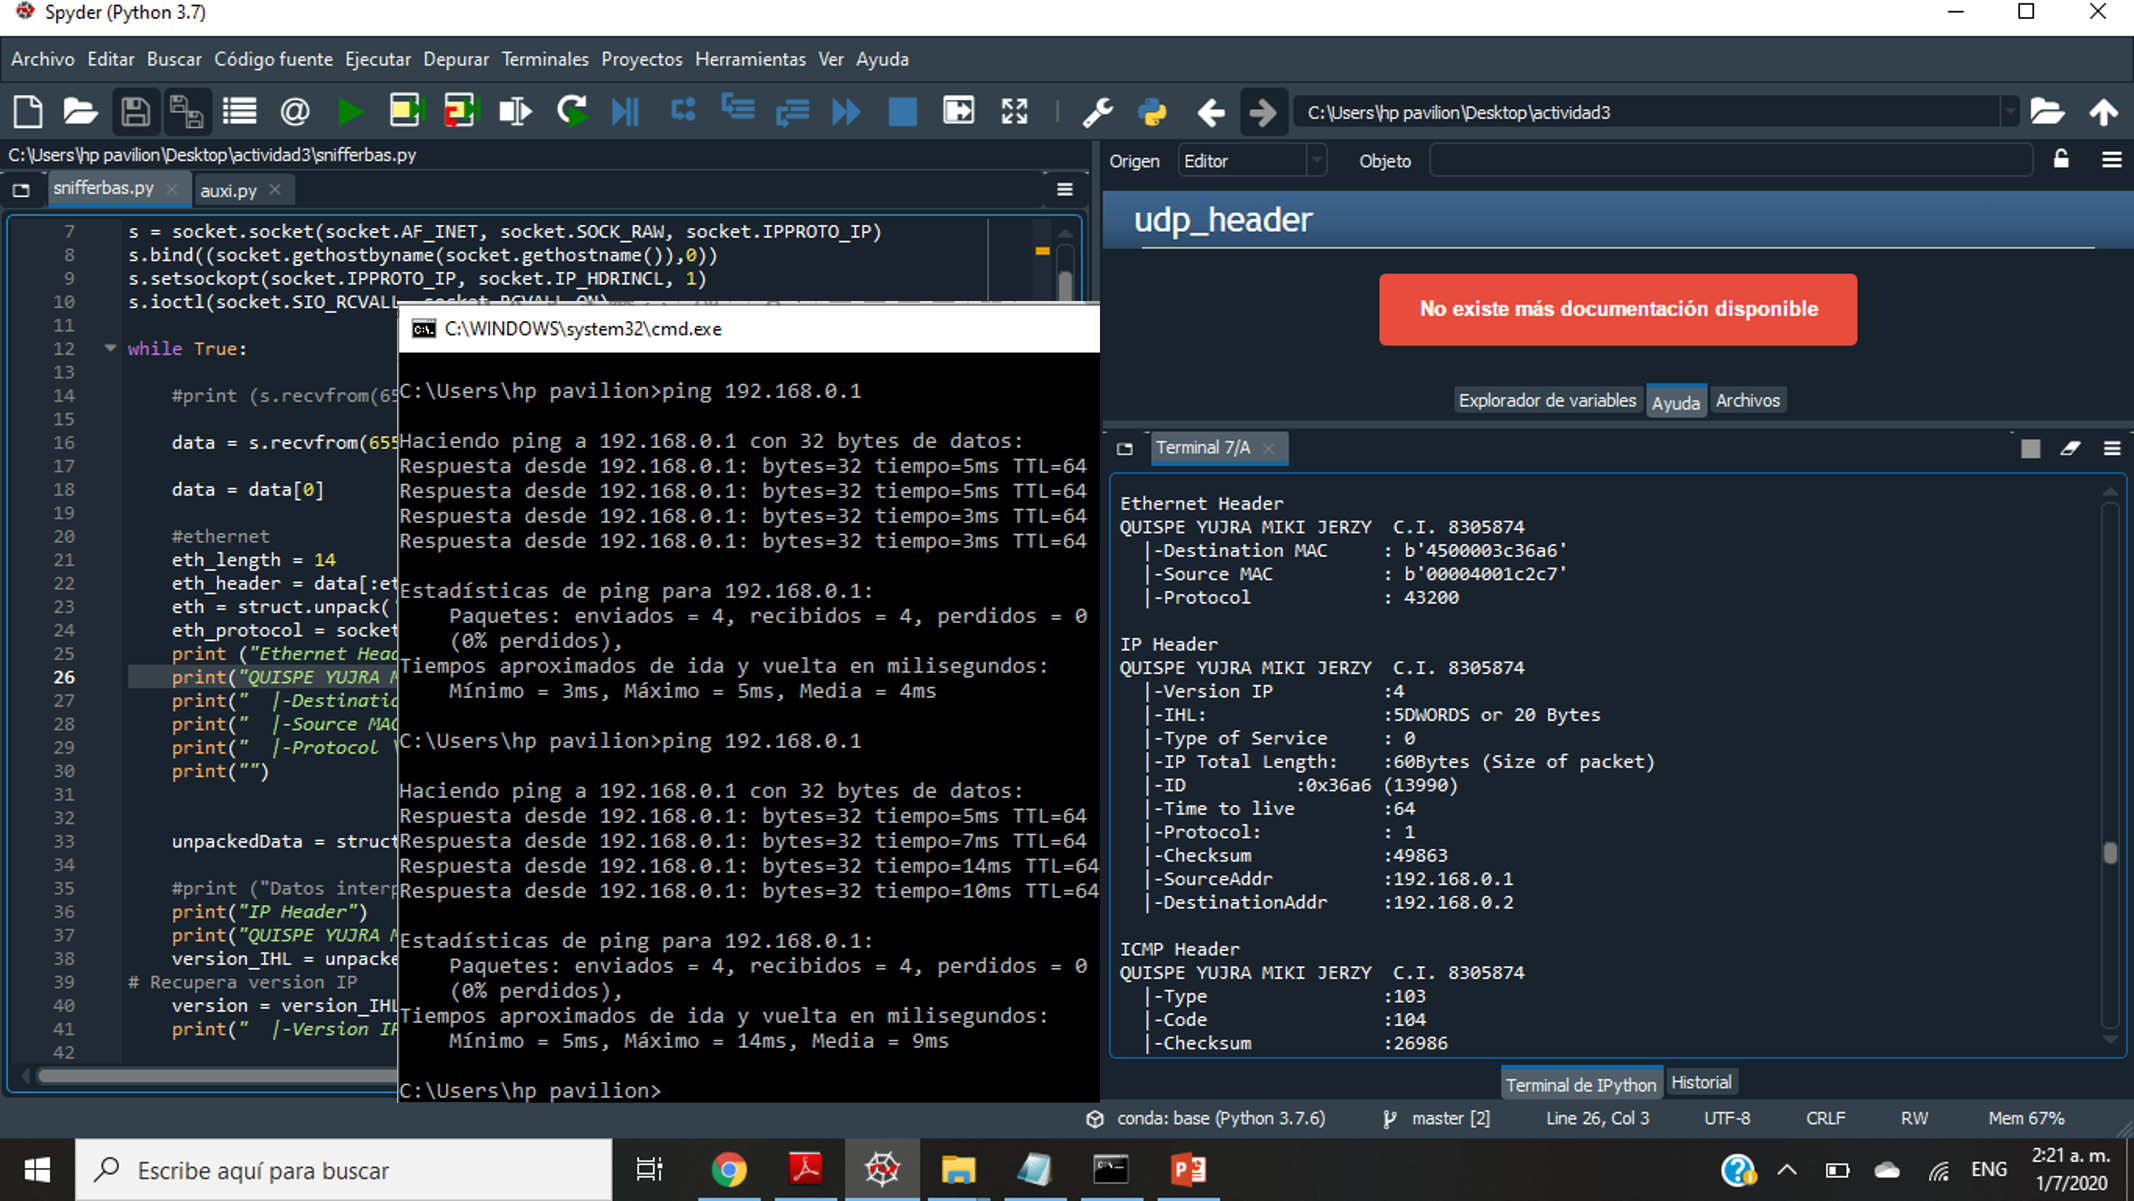 Spyder (Python 3.7)
Archivo Editar Buscar Código fuente Ejecutar Depurar Terminales Proyectos Herramientas Ver Ayuda
C:\Users\hp pavilion\Desktop\actividad3
C:\Users\hp pavilion\Desktop\actividad3\snifferbas.py
snifferbas.py
auxi.py
7 s = socket.socket(socket.AF_INET, socket.SOCK_RAW, socket.IPPROTO_IP)
8 s.bind((socket.gethostbyname(socket.gethostname()),0))
9 s.setsockopt(socket.IPPROTO_IP, socket.IP_HDRINCL, 1)
10 s.ioctl(socket.SIO_RCVALL, socket.RCVALL_ON)
11
12 while True:
13
14 #print (s.recvfrom(65
15
16 data = s.recvfrom(655
17
18 data = data[0]
19
20 #ethernet
21 eth_length = 14
22 eth_header = data[:et
23 eth = struct.unpack(
24 eth_protocol = socket
25 print ("Ethernet Head
26 print("QUISPE YUJRA M
27 print("  |-Destinatio
28 print("  |-Source MAC
29 print("  |-Protocol
30 print("")
31
32
33 unpackedData = struct
34
35 #print ("Datos interp
36 print("IP Header")
37 print("QUISPE YUJRA M
38 version_IHL = unpacke
39 # Recupera version IP
40 version = version_IHL
41 print("  |-Version IP
42
C:\WINDOWS\system32\cmd.exe
C:\Users\hp pavilion>ping 192.168.0.1
Haciendo ping a 192.168.0.1 con 32 bytes de datos:
Respuesta desde 192.168.0.1: bytes=32 tiempo=5ms TTL=64
Respuesta desde 192.168.0.1: bytes=32 tiempo=5ms TTL=64
Respuesta desde 192.168.0.1: bytes=32 tiempo=3ms TTL=64
Respuesta desde 192.168.0.1: bytes=32 tiempo=3ms TTL=64
Estadísticas de ping para 192.168.0.1:
Paquetes: enviados = 4, recibidos = 4, perdidos = 0
(0% perdidos),
Tiempos aproximados de ida y vuelta en milisegundos:
Mínimo = 3ms, Máximo = 5ms, Media = 4ms
C:\Users\hp pavilion>ping 192.168.0.1
Haciendo ping a 192.168.0.1 con 32 bytes de datos:
Respuesta desde 192.168.0.1: bytes=32 tiempo=5ms TTL=64
Respuesta desde 192.168.0.1: bytes=32 tiempo=7ms TTL=64
Respuesta desde 192.168.0.1: bytes=32 tiempo=14ms TTL=64
Respuesta desde 192.168.0.1: bytes=32 tiempo=10ms TTL=64
Estadísticas de ping para 192.168.0.1:
Paquetes: enviados = 4, recibidos = 4, perdidos = 0
(0% perdidos),
Tiempos aproximados de ida y vuelta en milisegundos:
Mínimo = 5ms, Máximo = 14ms, Media = 9ms
C:\Users\hp pavilion>
Origen Editor Objeto
udp_header
No existe más documentación disponible
Explorador de variables Ayuda Archivos
Terminal 7/A
Ethernet Header
QUISPE YUJRA MIKI JERZY  C.I. 8305874
|-Destination MAC : b'4500003c36a6'
|-Source MAC : b'00004001c2c7'
|-Protocol : 43200
IP Header
QUISPE YUJRA MIKI JERZY  C.I. 8305874
|-Version IP :4
|-IHL: :5DWORDS or 20 Bytes
|-Type of Service : 0
|-IP Total Length: :60Bytes (Size of packet)
|-ID :0x36a6 (13990)
|-Time to live :64
|-Protocol: : 1
|-Checksum :49863
|-SourceAddr :192.168.0.1
|-DestinationAddr :192.168.0.2
ICMP Header
QUISPE YUJRA MIKI JERZY  C.I. 8305874
|-Type :103
|-Code :104
|-Checksum :26986
Terminal de IPython Historial
conda: base (Python 3.7.6) master [2] Line 26, Col 3 UTF-8 CRLF RW Mem 67%
Escribe aquí para buscar
ENG
2:21 a. m.
1/7/2020